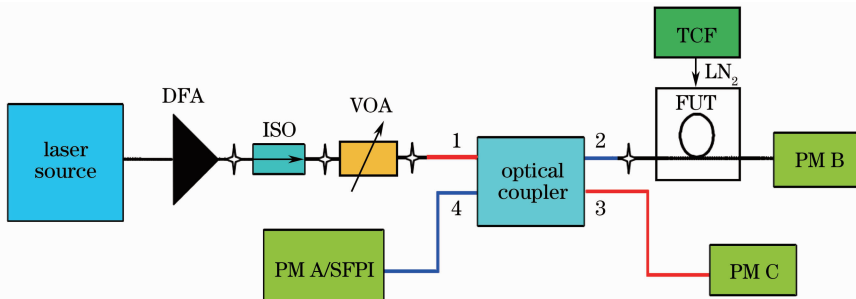 TCF
LN2
DFA
VOA
FUT
ISO
laser
source
1
2
optical
coupler
PM B
4
3
PM A/SFPI
PM C